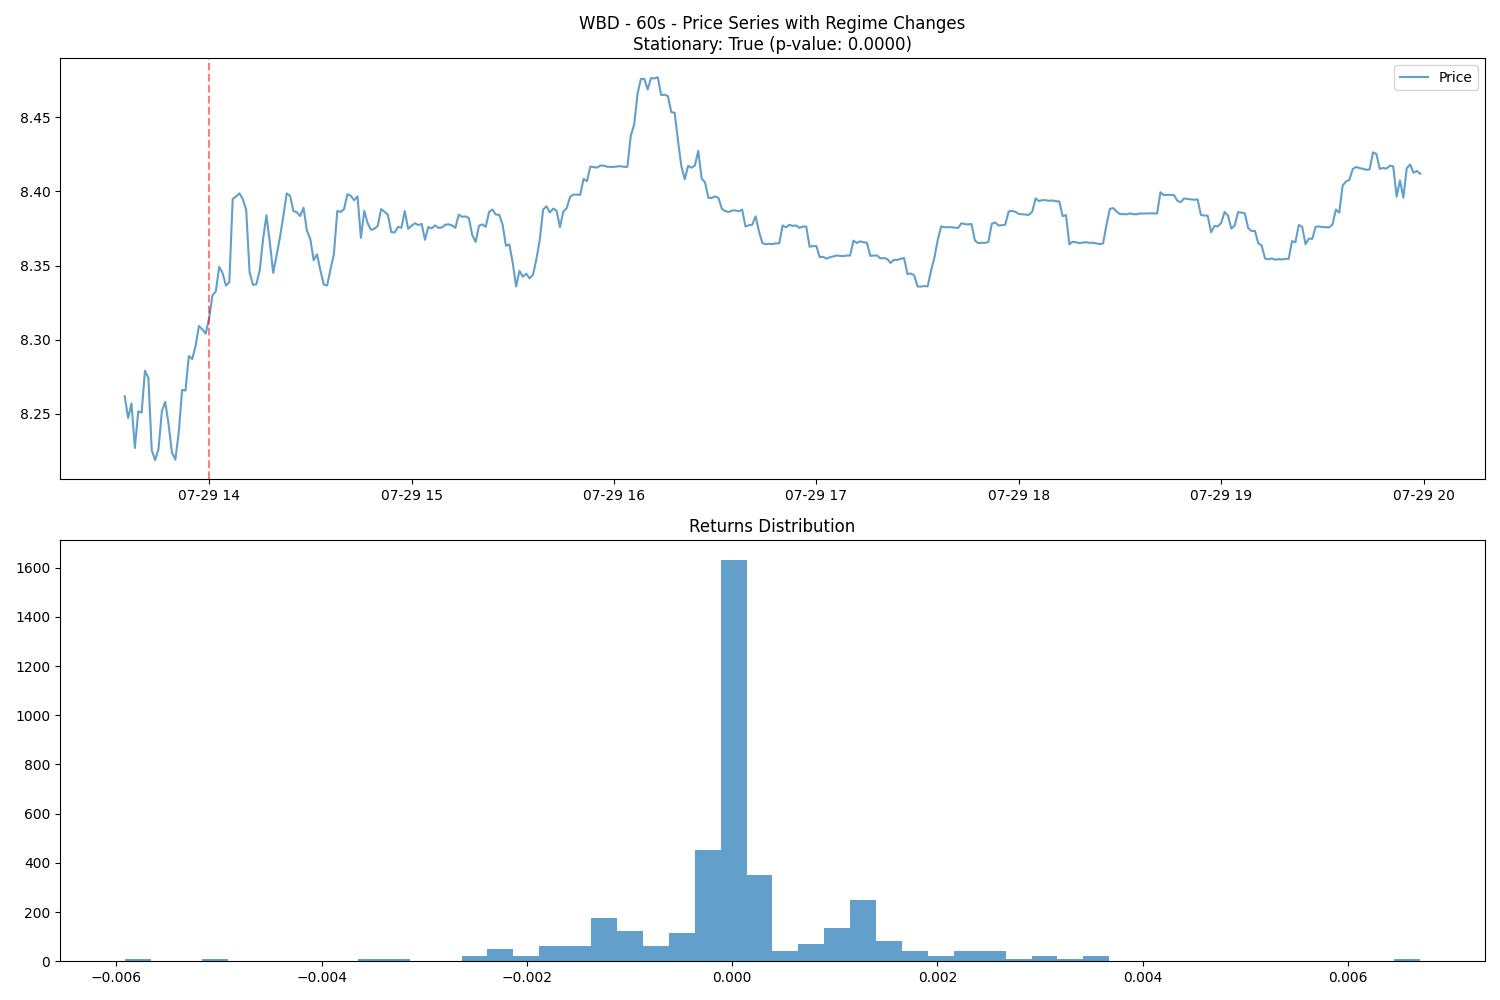 WBD - 60s - Price Series with Regime Changes
Stationary: True (p-value: 0.0000)
Price
8.45
8.40
8.35
8.30
8.25
07-29 14 07-29 15 07-29 16 07-29 17 07-29 18 07-29 19 07-29 20
Returns Distribution
1600
1400
1200
1000
800
600
400
200
0
−0.006 −0.004 −0.002 0.000 0.002 0.004 0.006